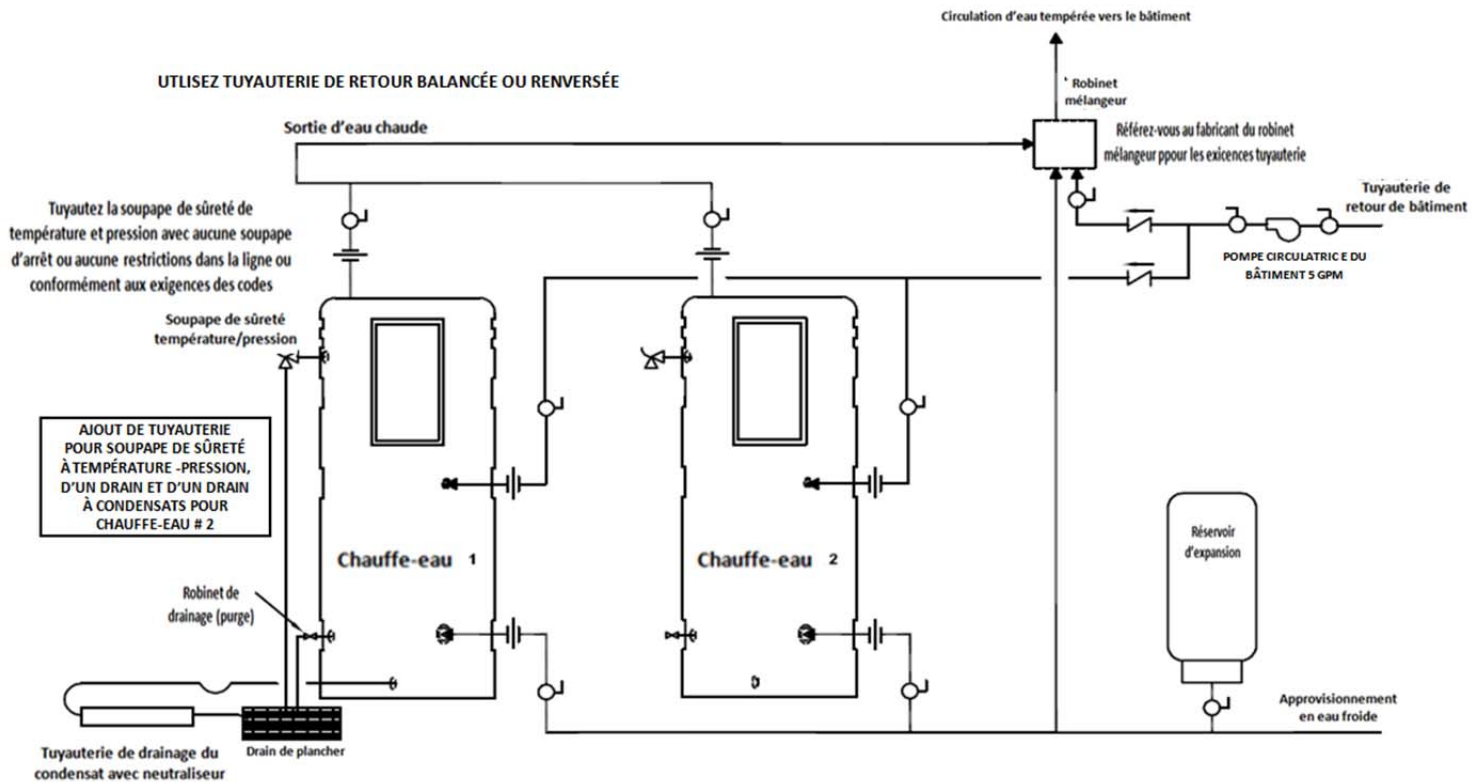 Circulation d'eau tempérée vers le bâtiment
UTLISEZ TUYAUTERIE DE RETOUR BALANCÉE OU RENVERSÉE
' Robinet
mélangeur
Sortie d'eau chaude
Référez-vous au fabricant du robinet
mélangeur ppour les exicences tuyauterie
Tuyauterie de
retour de bâtiment
Tuyautez la soupape de sûreté de
température et pression avec aucune soupape
d'arrêt ou aucune restrictions dans la ligne ou
conformément aux exigences des codes
POMPE CIRCULATRIC E DU
BÂTIMENT 5 GPM
Soupape de sûreté
température/pression
AJOUT DE TUYAUTERIE
POUR SOUPAPE DE SÛRETÉ
À TEMPÉRATURE -PRESSION,
D'UN DRAIN ET D'UN DRAIN
À CONDENSATS POUR
CHAUFFE-EAU # 2
Chauffe-eau 1
Chauffe-eau 2
Réservoir
d'expansion
Robinet de
drainage (purge)
Approvisionnement
en eau froide
Drain de plancher
Tuyauterie de drainage du
condensat avec neutraliseur